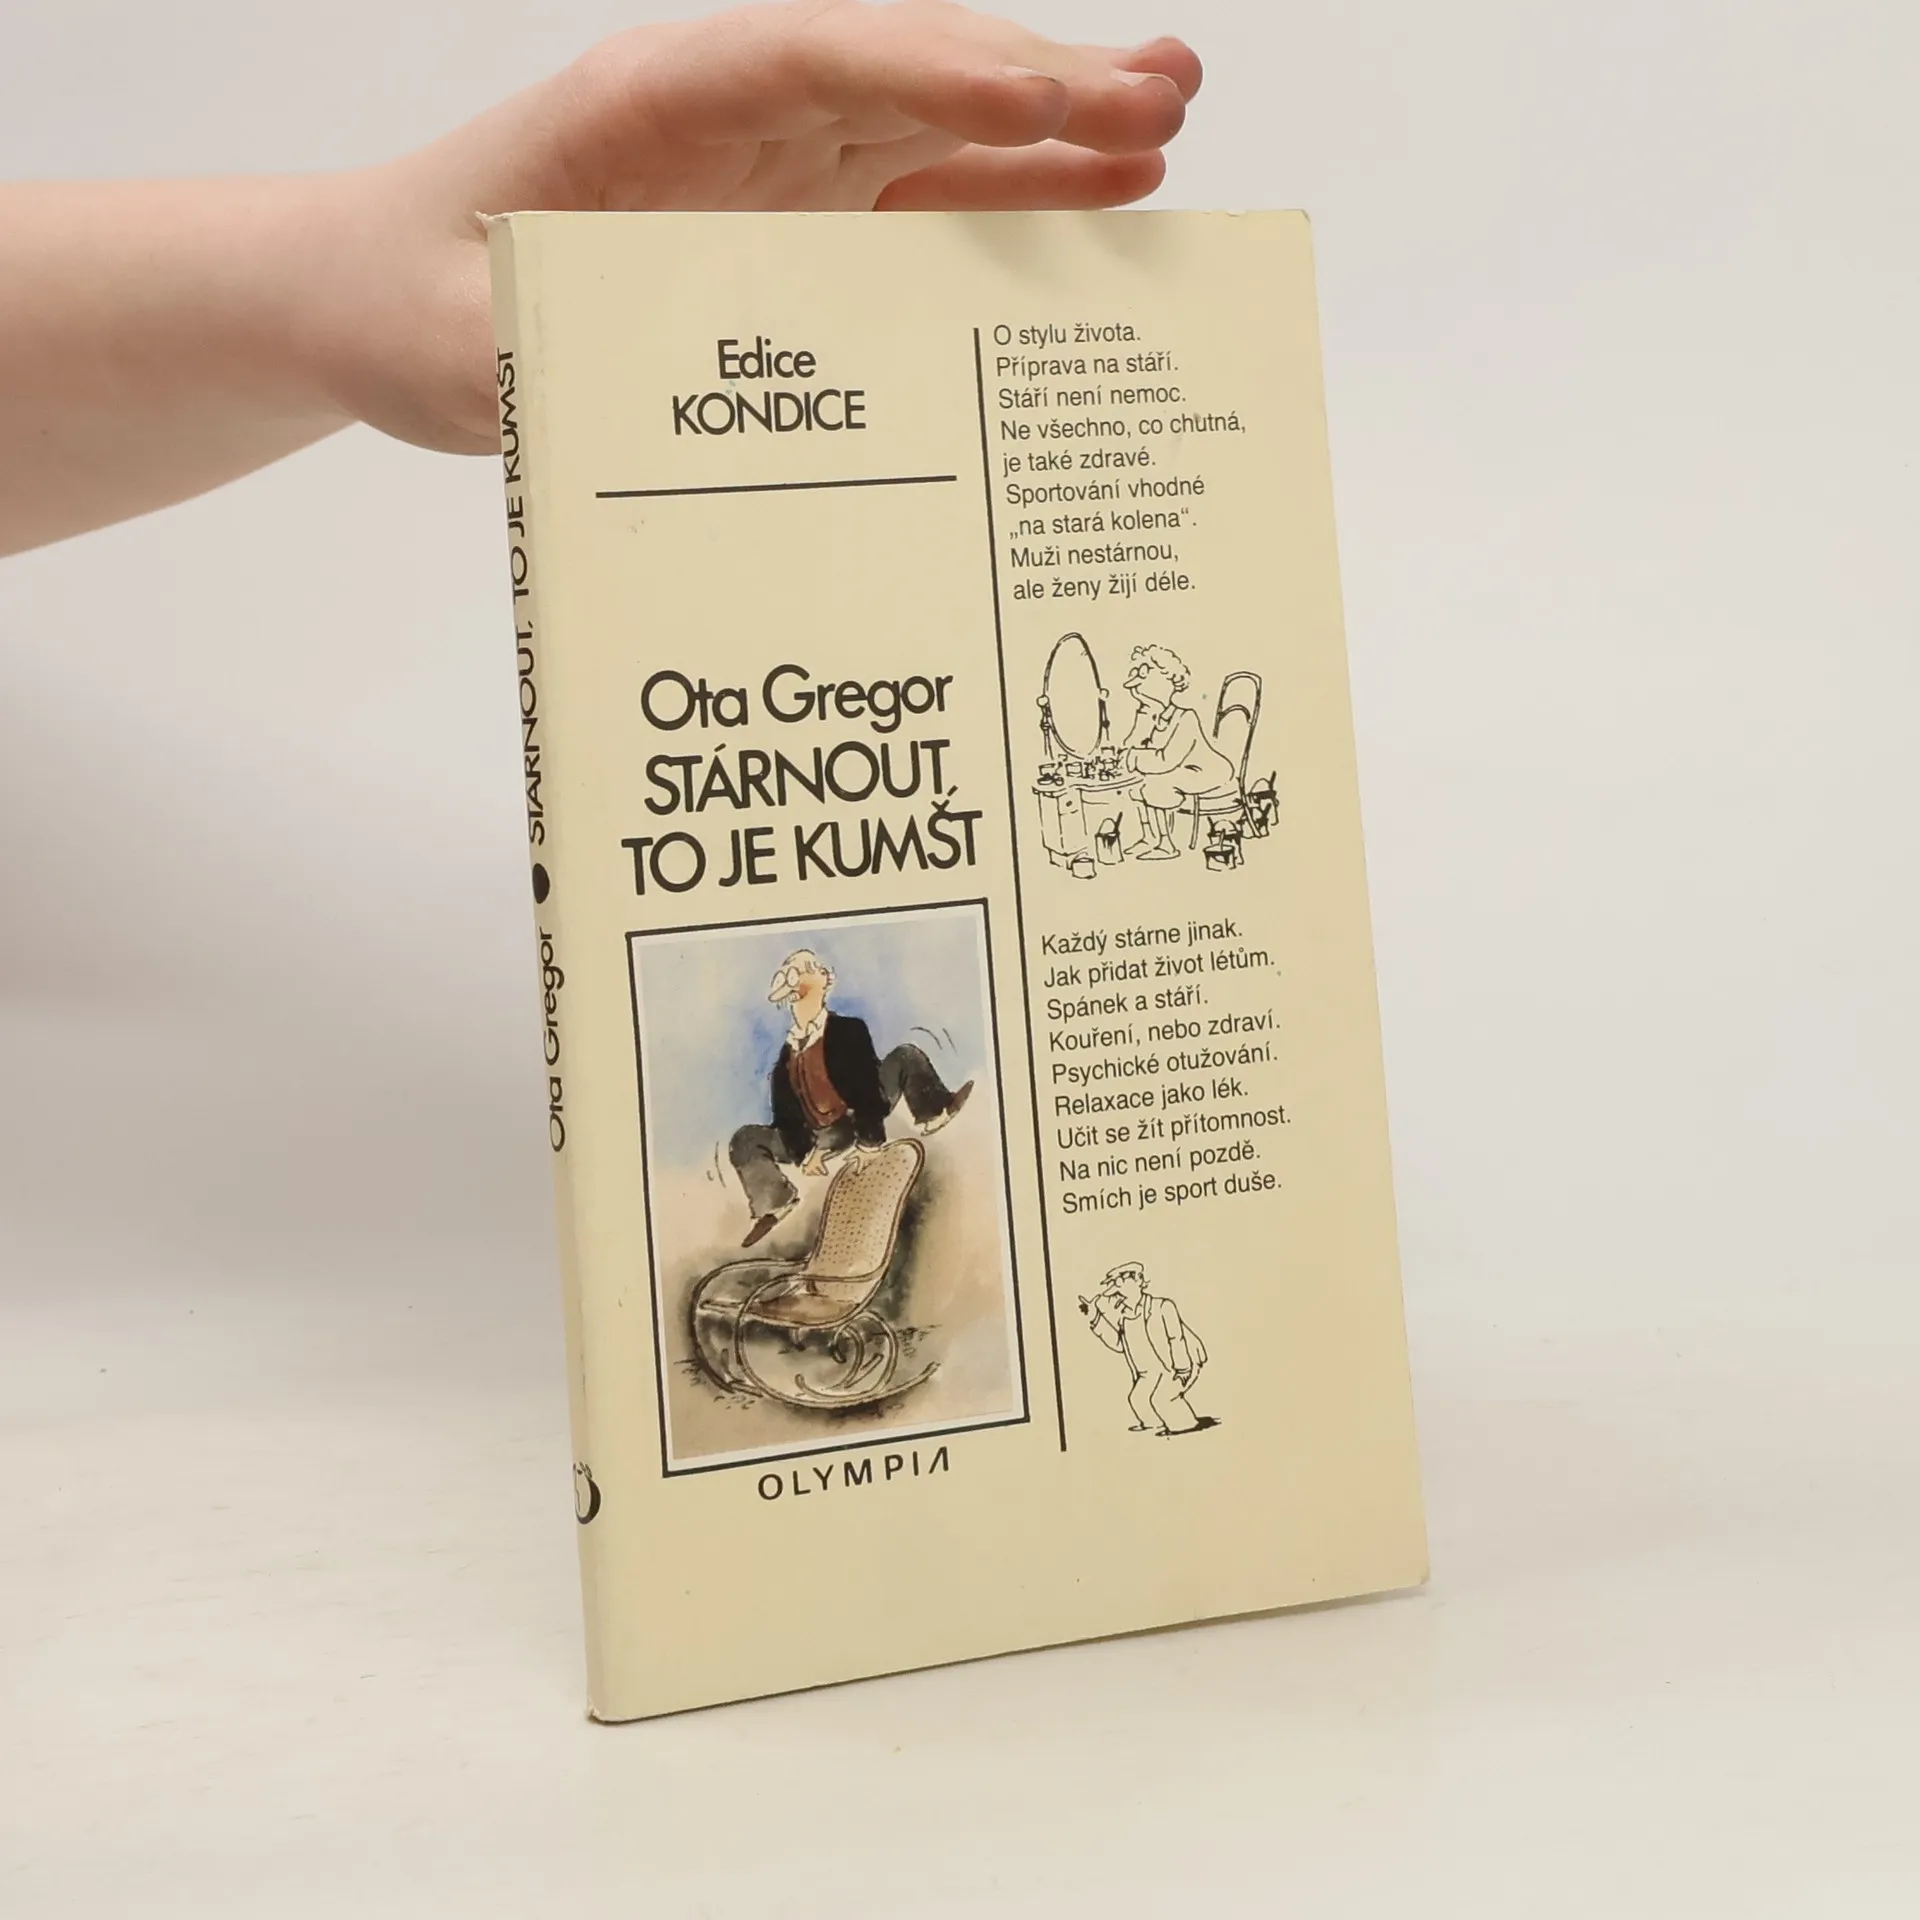 Edice
KONDICE
Ota Gregor
STÁRNOUT,
TO JE KUMŠT
OLYMPIA
O stylu života.
Příprava na stáří.
Stáří není nemoc.
Ne všechno, co chutná,
je také zdravé.
Sportování vhodné
„na stará kolena“.
Muži nestárnou,
ale ženy žijí déle.
Každý stárne jinak.
Jak přidat život létům.
Spánek a stáří.
Kouření, nebo zdraví.
Psychické otužování.
Relaxace jako lék.
Učit se žít přítomnost.
Na nic není pozdě.
Smích je sport duše.
Ota Gregor ● STÁRNOUT, TO JE KUMŠT